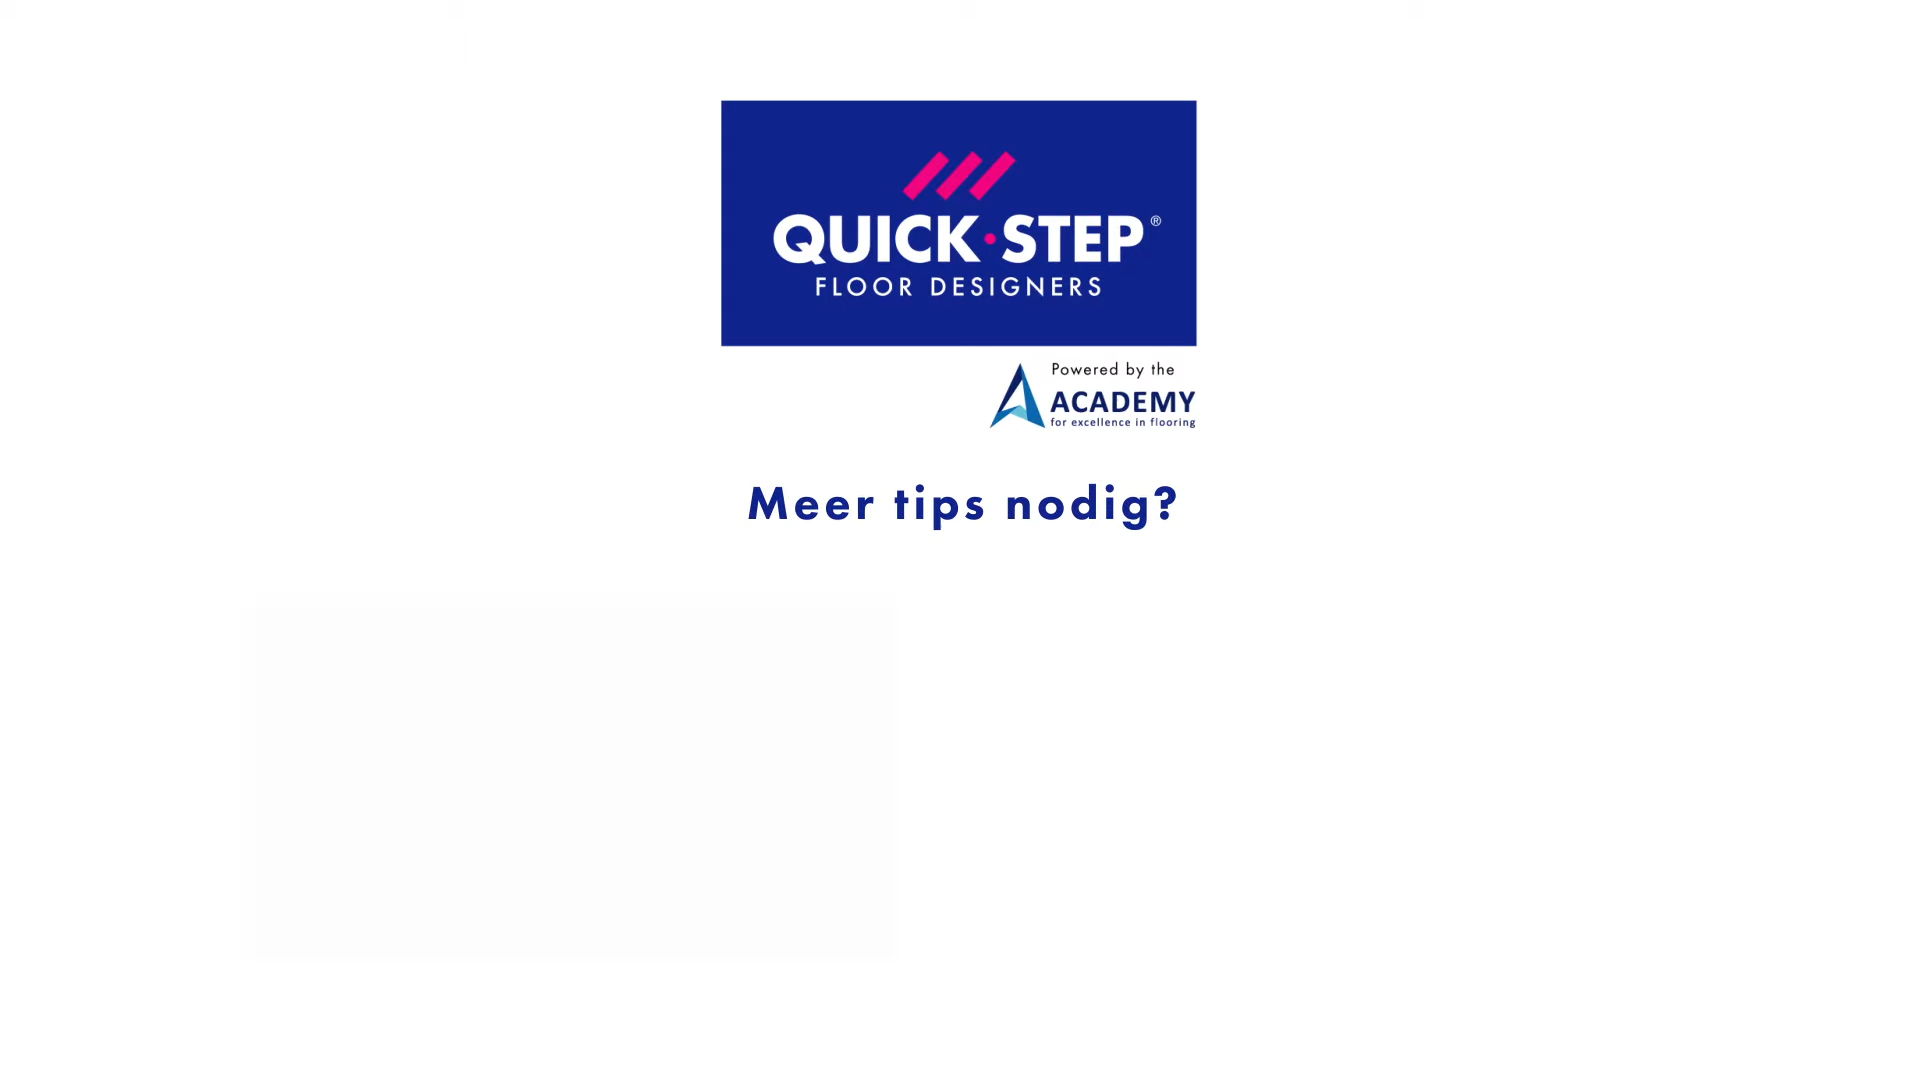 QUICK•STEP®
FLOOR DESIGNERS
Powered by the
ACADEMY
for excellence in flooring
Meer tips nodig?